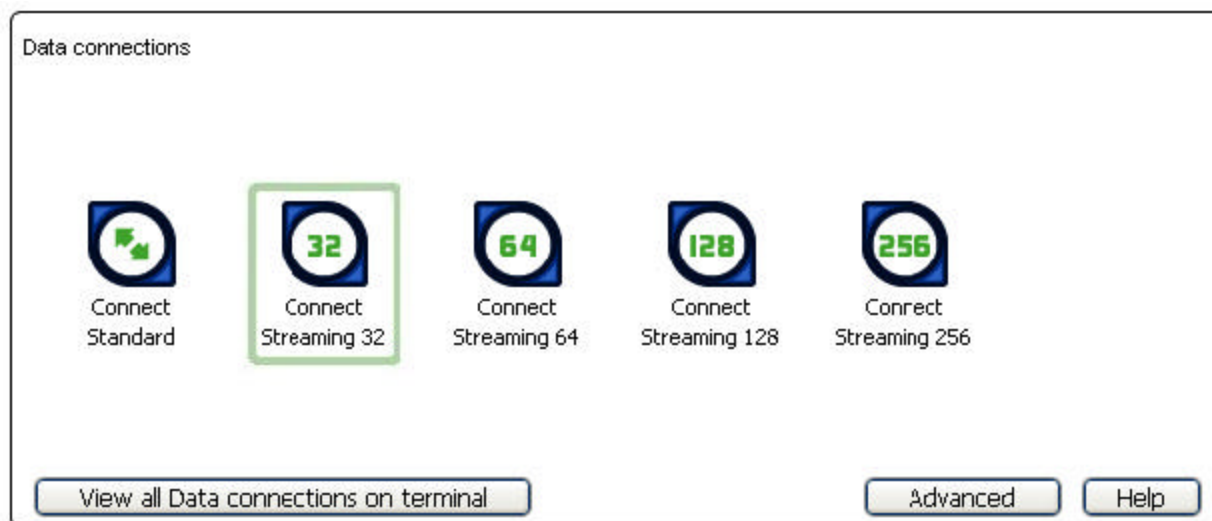 Data connections
32
64
128
256
Connect
Standard
Connect
Streaming 32
Connect
Streaming 64
Connect
Streaming 128
Connect
Streaming 256
View all Data connections on terminal
Advanced
Help